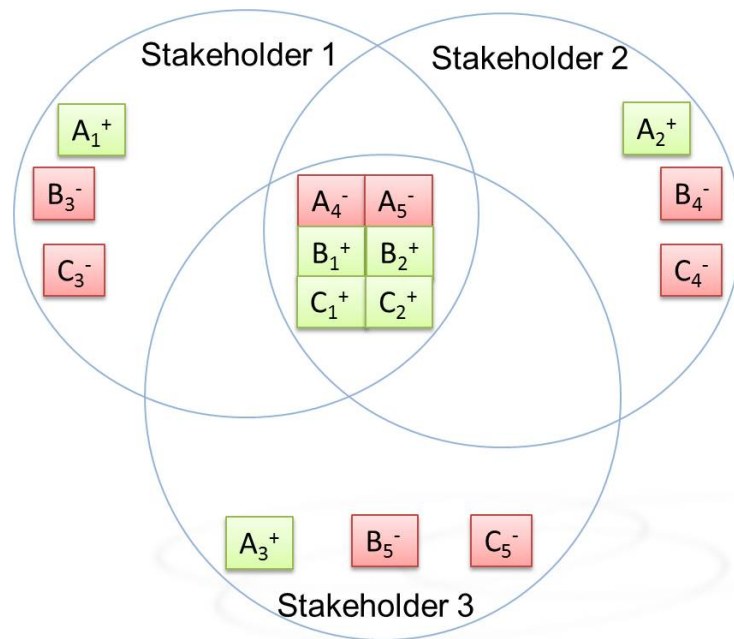 Stakeholder 1
Stakeholder 2
A₁⁺
A₂⁺
B₃⁻
A₄⁻ A₅⁻
B₄⁻
B₁⁺ B₂⁺
C₃⁻
C₄⁻
C₁⁺ C₂⁺
A₃⁺
B₅⁻
C₅⁻
Stakeholder 3